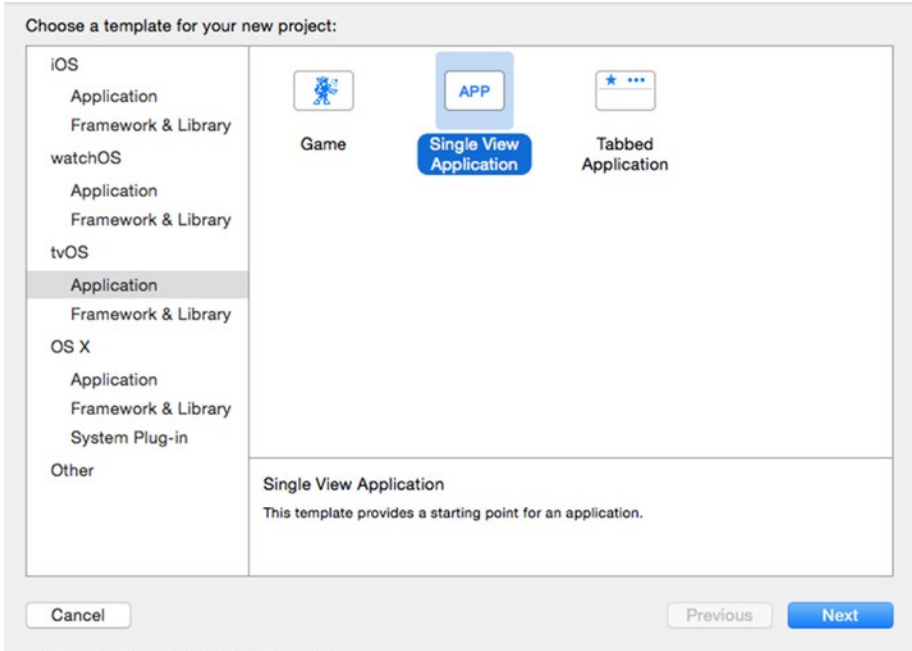 Choose a template for your new project:
iOS
Application
Framework & Library
watchOS
Application
Framework & Library
tvOS
Application
Framework & Library
OS X
Application
Framework & Library
System Plug-in
Other
Game
APP
Single View
Application
Tabbed
Application
Single View Application
This template provides a starting point for an application.
Cancel
Previous
Next